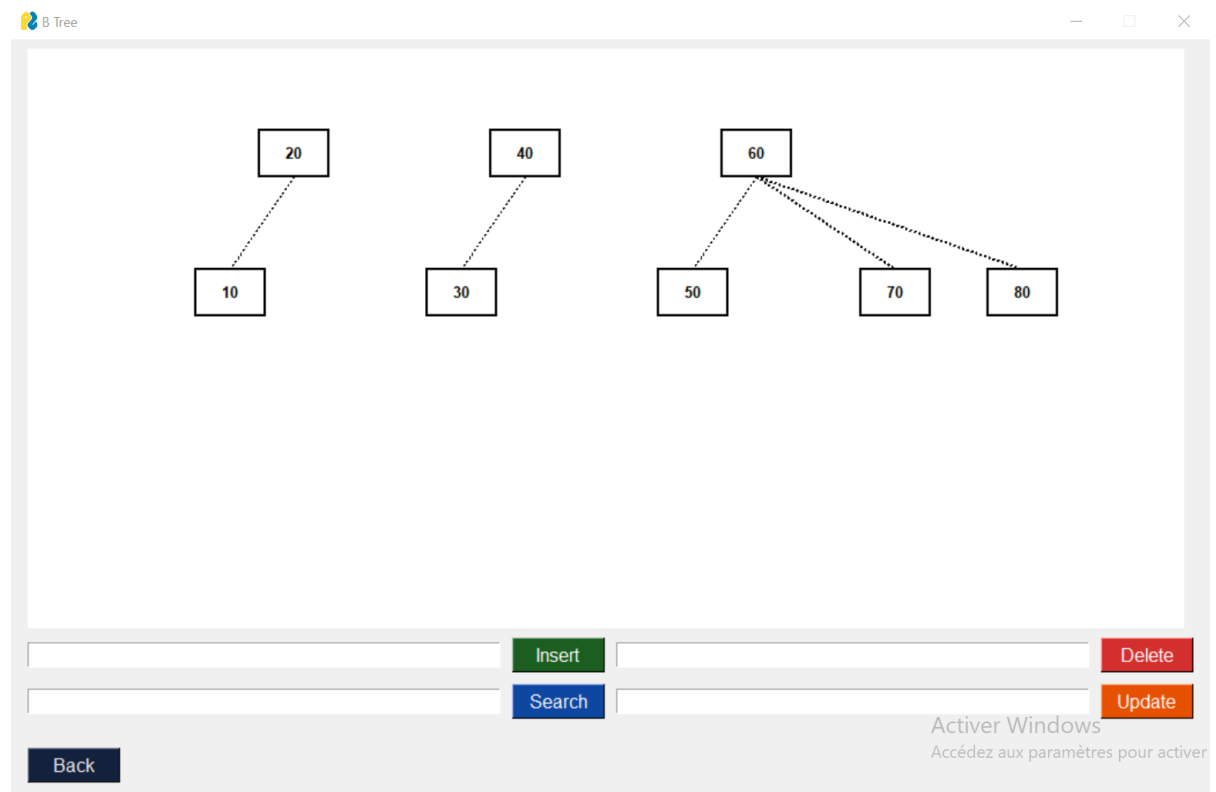 B Tree
20 40 60
10 30 50 70 80
Insert Delete
Search Update
Activer Windows
Accédez aux paramètres pour activer
Back